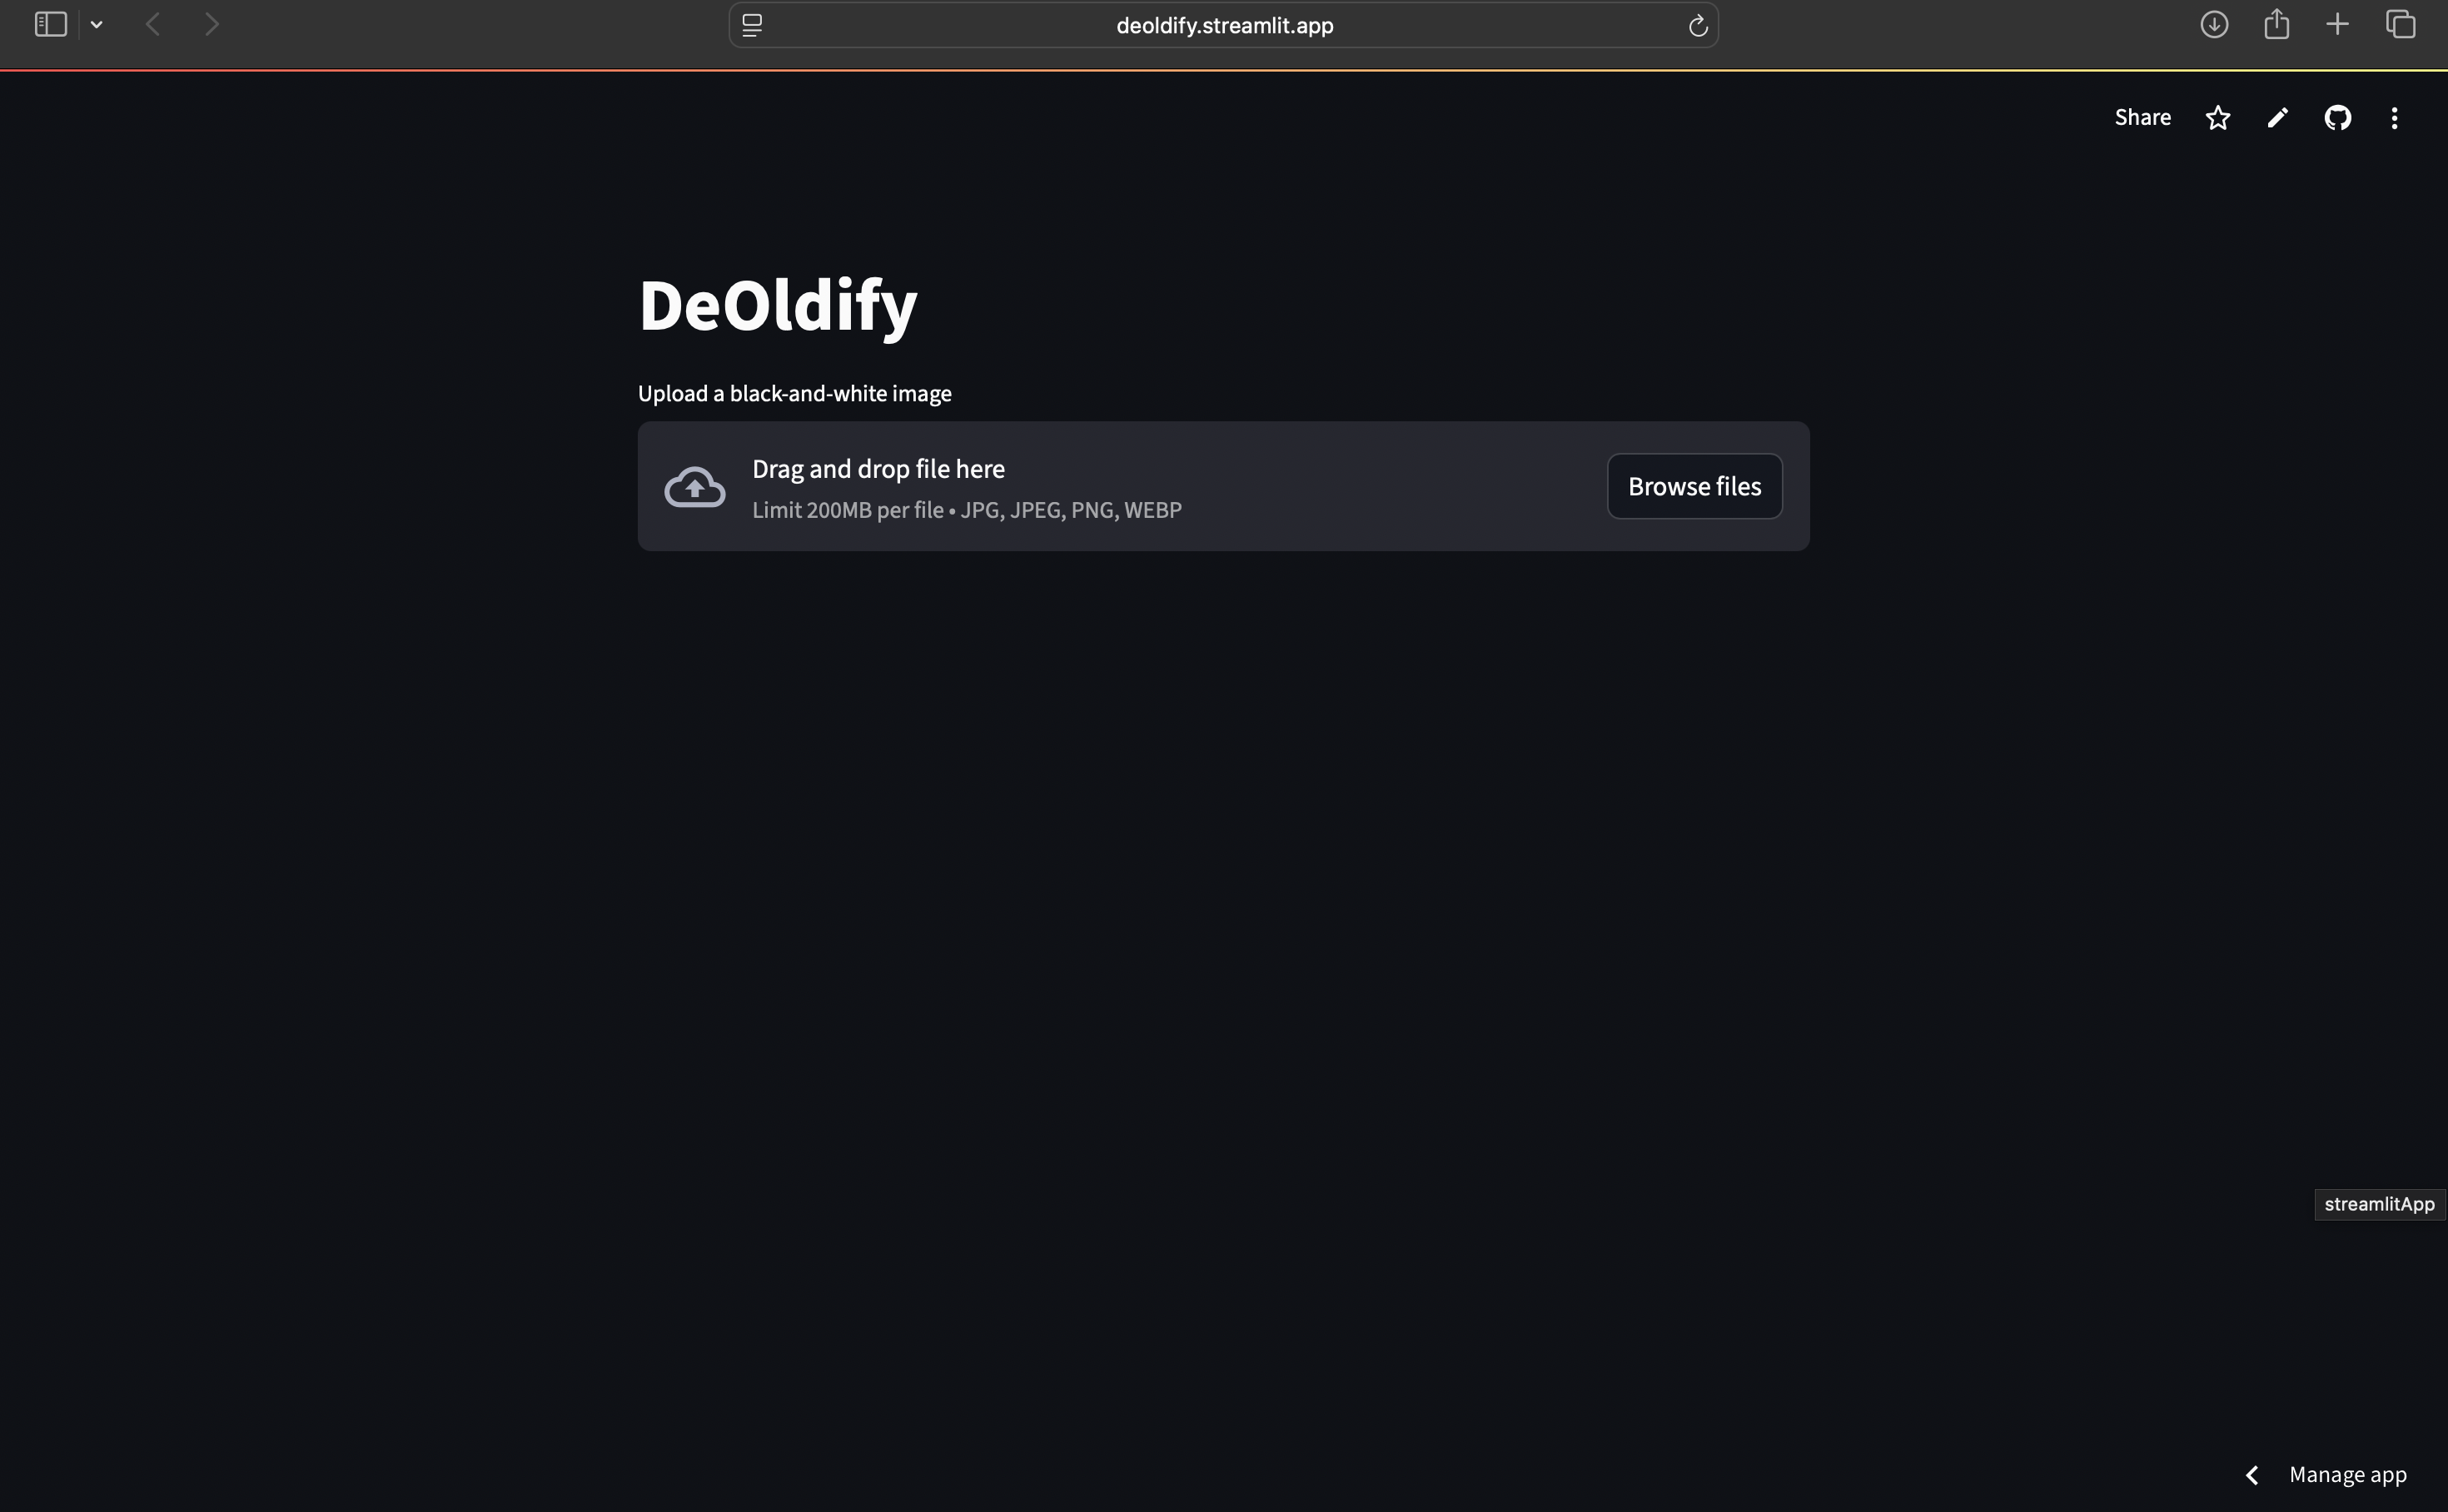 deoldify.streamlit.app
Share
DeOldify
Upload a black-and-white image
Drag and drop file here
Limit 200MB per file • JPG, JPEG, PNG, WEBP
Browse files
streamlitApp
Manage app